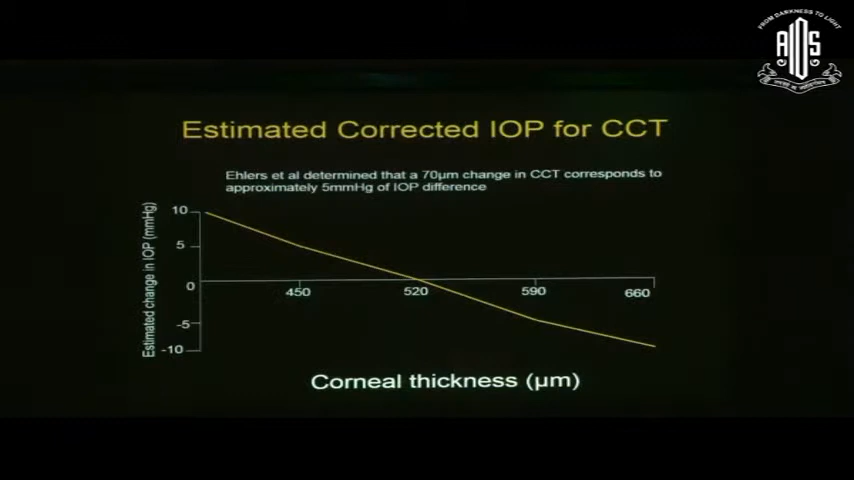 FROM DARKNESS TO LIGHT
AIOS
Estimated Corrected IOP for CCT
Ehlers et al determined that a 70µm change in CCT corresponds to
approximately 5mmHg of IOP difference
Estimated change in IOP (mmHg)
10
5
0
-5
-10
450
520
590
660
Corneal thickness (µm)